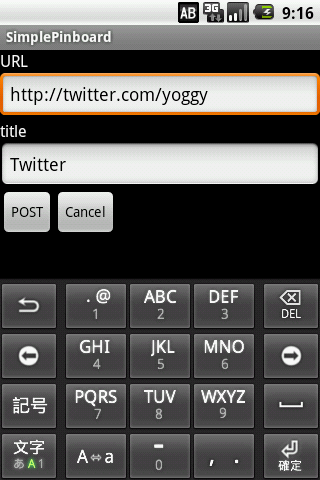 AB 3G 9:16
SimplePinboard
URL
http://twitter.com/yoggy
title
Twitter
POST Cancel
. @ ABC DEF DEL
1 2 3
GHI JKL MNO
4 5 6
記号 PQRS TUV WXYZ
7 8 9
文字 A⇔a - , . 確定
あA1 0